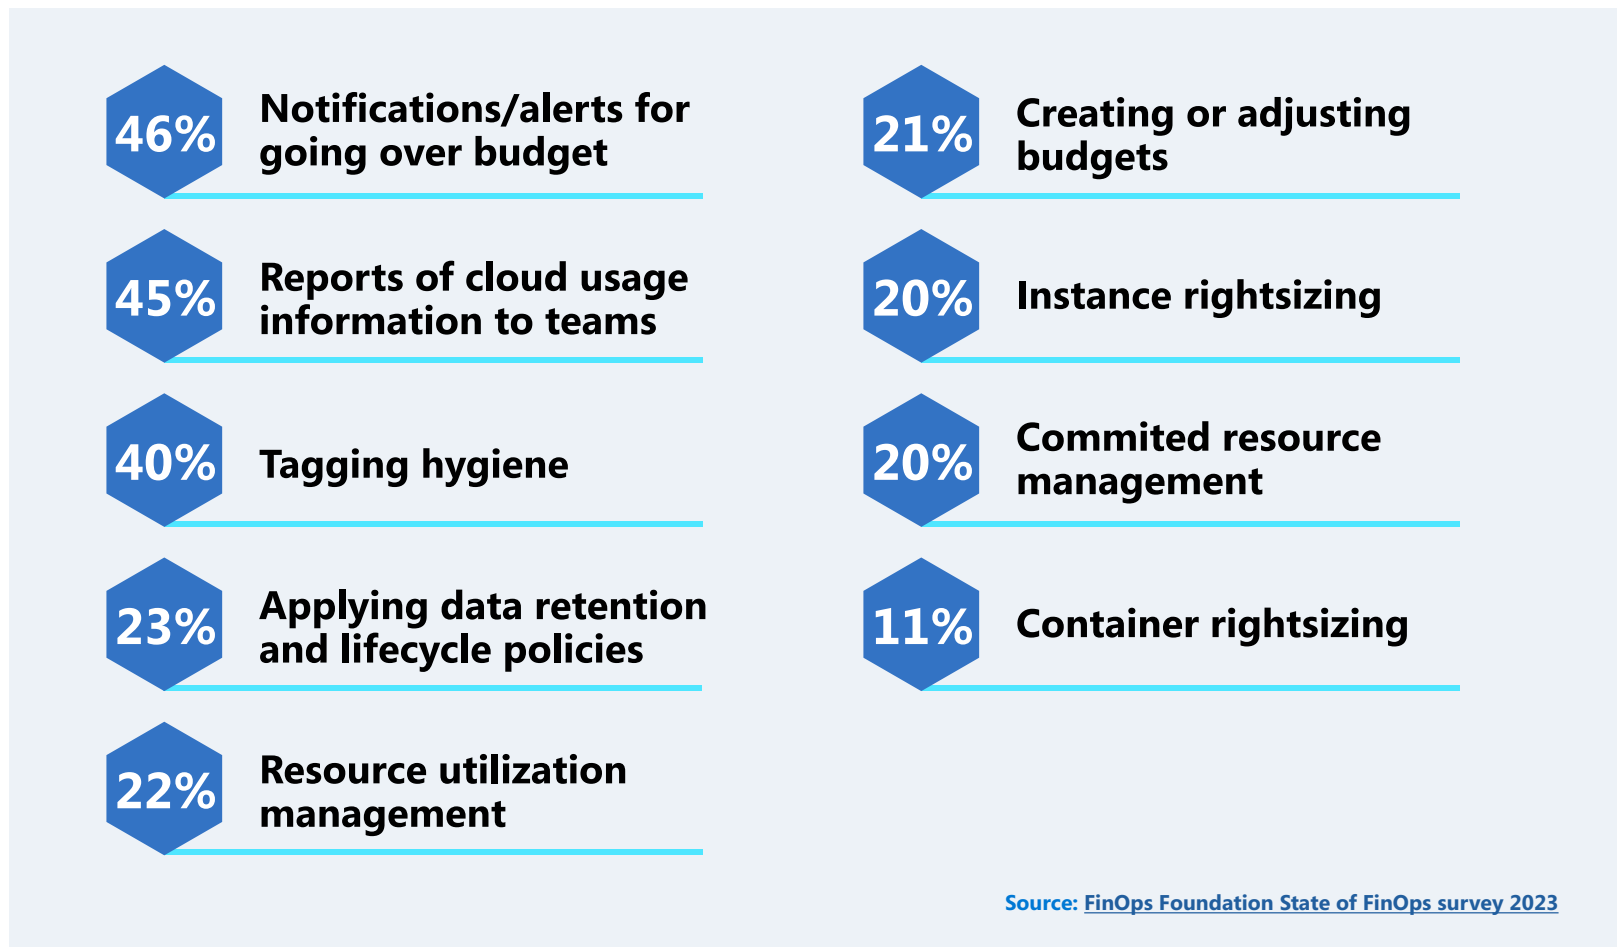 46%
Notifications/alerts for
going over budget
45%
Reports of cloud usage
information to teams
40%
Tagging hygiene
23%
Applying data retention
and lifecycle policies
22%
Resource utilization
management
21%
Creating or adjusting
budgets
20%
Instance rightsizing
20%
Commited resource
management
11%
Container rightsizing
Source: FinOps Foundation State of FinOps survey 2023